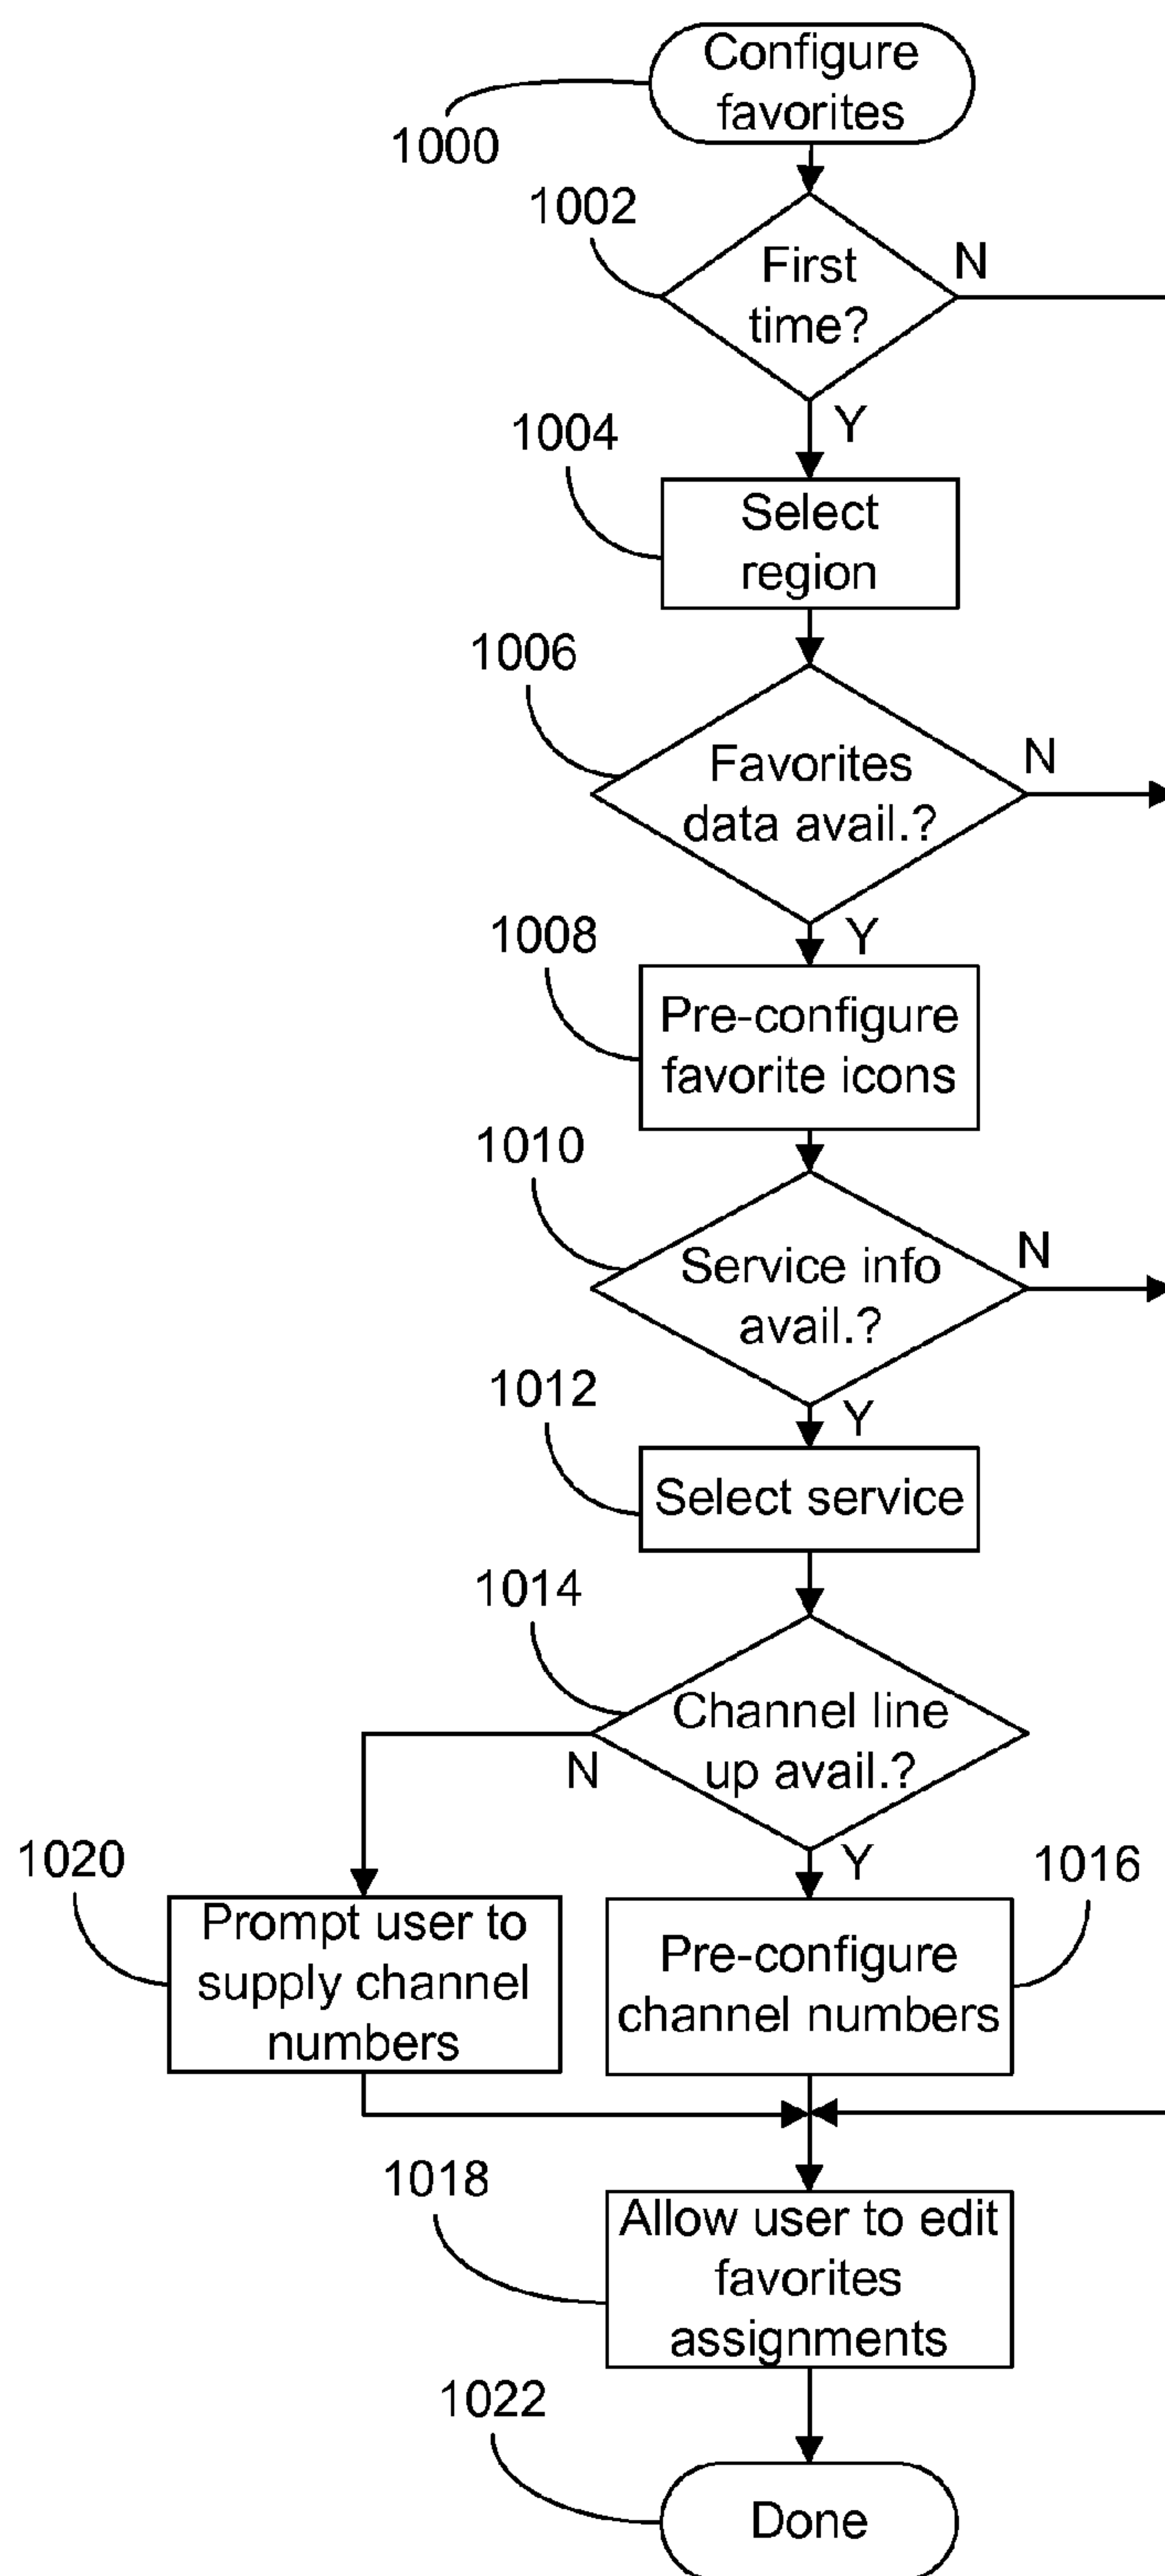 Configure
favorites
1000
1002
First
time?
N
Y
1004
Select
region
1006
Favorites
data avail.?
N
Y
1008
Pre-configure
favorite icons
1010
Service info
avail.?
N
Y
1012
Select service
1014
Channel line
up avail.?
N
Y
1020
Prompt user to
supply channel
numbers
1016
Pre-configure
channel numbers
1018
Allow user to edit
favorites
assignments
1022
Done